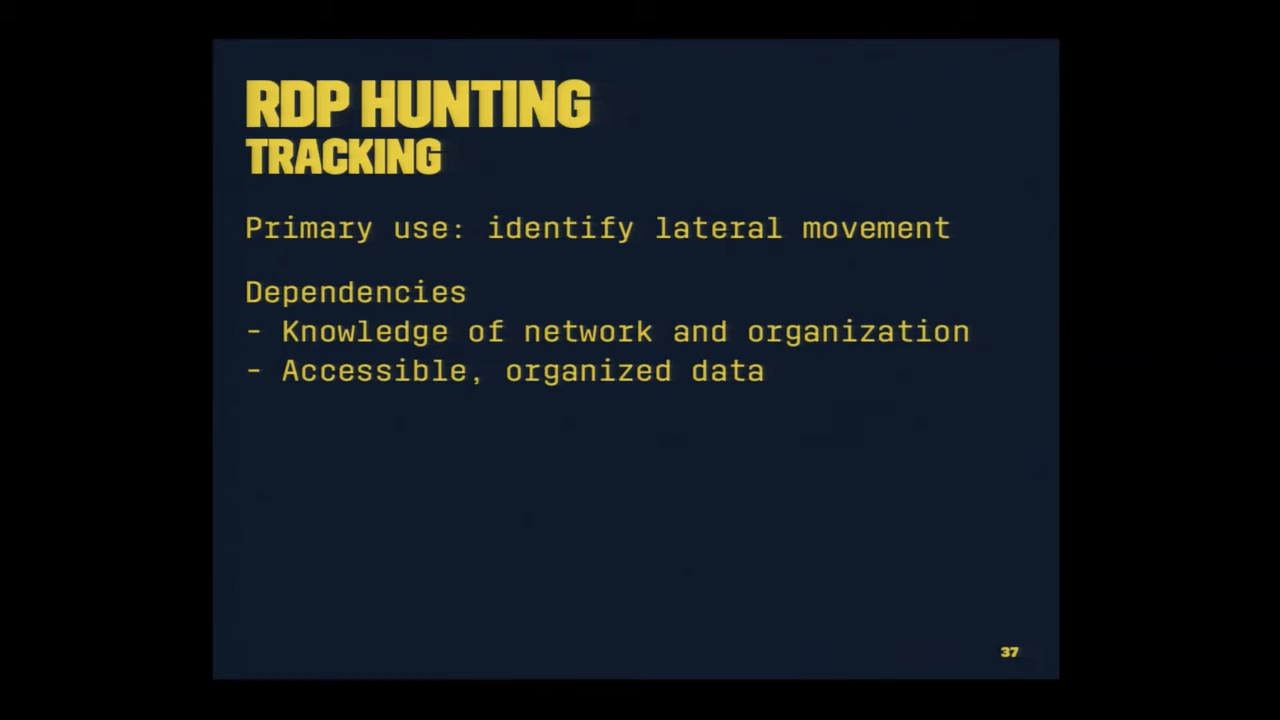 RDP HUNTING
TRACKING
Primary use: identify lateral movement
Dependencies
- Knowledge of network and organization
- Accessible, organized data
37